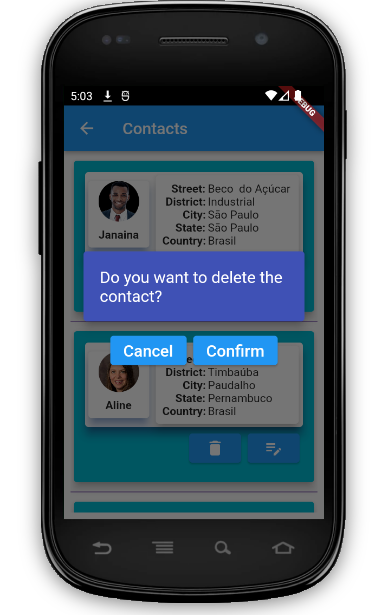 5:03
DEBUG
Contacts
Street: Beco do Açúcar
District: Industrial
City: São Paulo
State: São Paulo
Country: Brasil
Janaina
Do you want to delete the
contact?
Cancel
Confirm
District: Timbaúba
City: Paudalho
State: Pernambuco
Country: Brasil
Aline